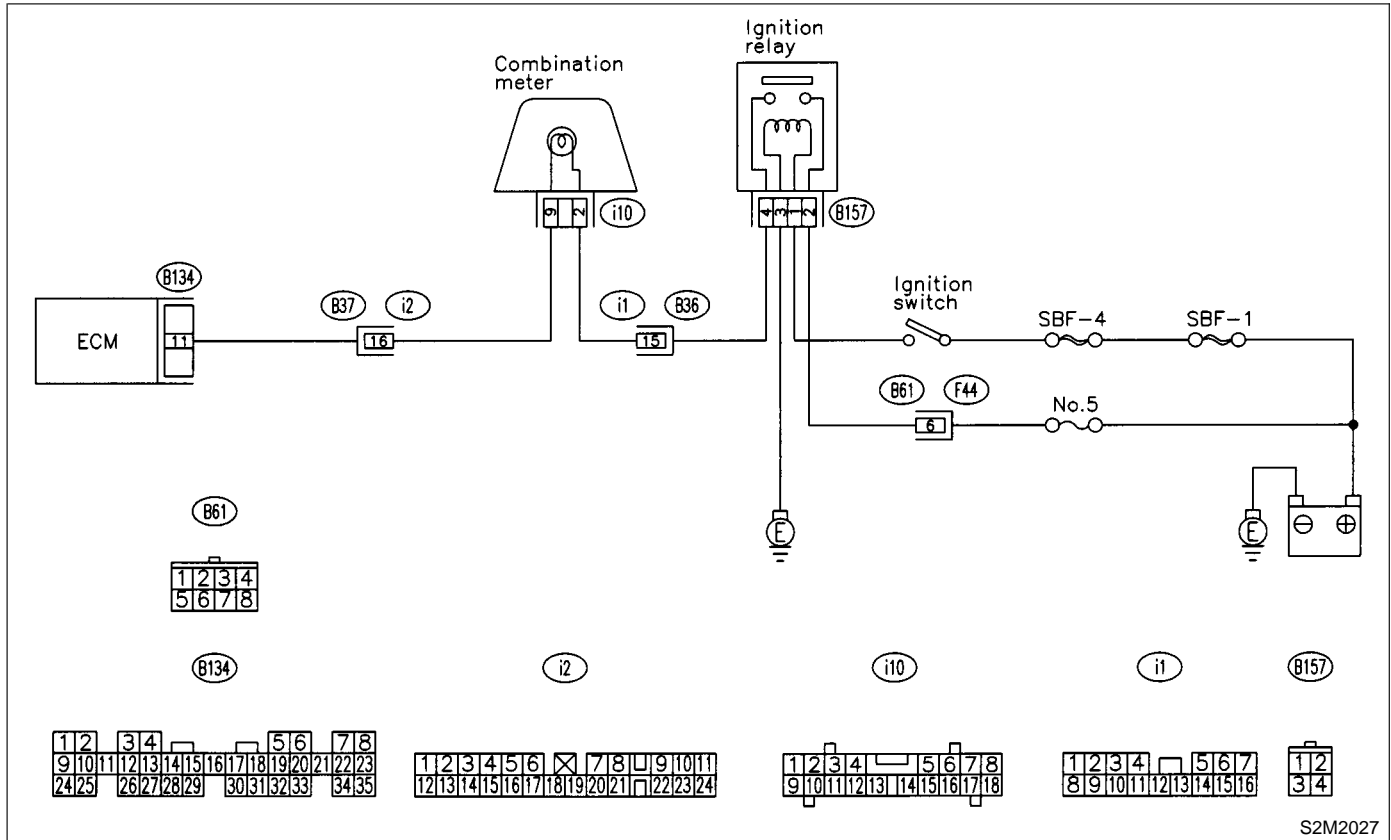 Ignition
relay
Combination
meter
9 2
i10
4 3 1 2
B157
B134
B37 i2
i1 B36
Ignition
switch
SBF-4
SBF-1
ECM
11
16
15
B61 F44
No.5
6
E
E
⊖ ⊕
B61
1 2 3 4
5 6 7 8
B134
i2
i10
i1
B157
1 2 3 4 5 6 7 8
9 10 11 12 13 14 15 16 17 18 19 20 21 22 23
24 25 26 27 28 29 30 31 32 33 34 35
1 2 3 4 5 6 7 8 9 10 11
12 13 14 15 16 17 18 19 20 21 22 23 24
1 2 3 4 5 6 7 8
9 10 11 12 13 14 15 16 17 18
1 2 3 4 5 6 7
8 9 10 11 12 13 14 15 16
1 2
3 4
S2M2027